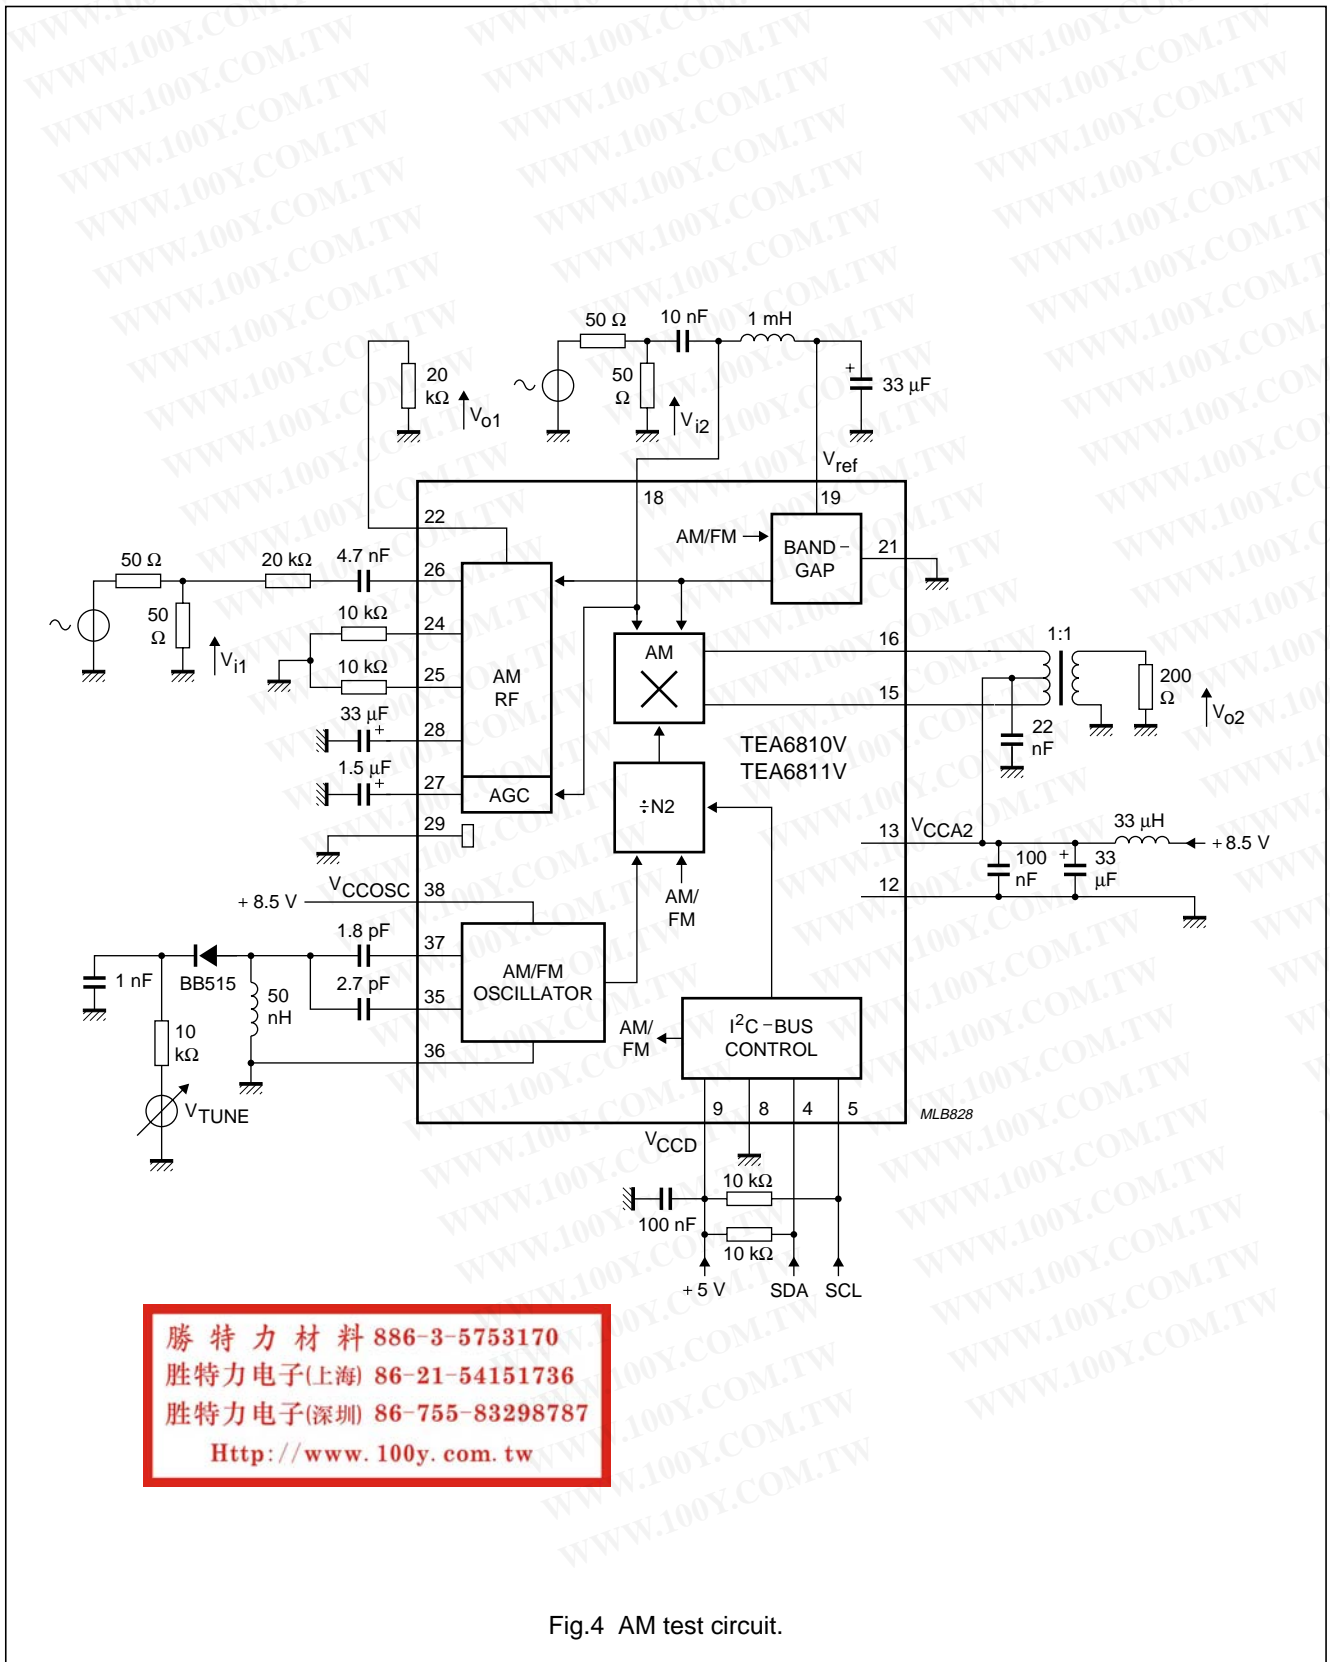 50 Ω
10 nF
1 mH
20
kΩ
Vo1
50
Ω
Vi2
+
33 μF
Vref
18
19
22
AM/FM
BAND-
GAP
21
50 Ω
20 kΩ
4.7 nF
26
50
Ω
Vi1
10 kΩ
24
10 kΩ
25
AM
RF
AM
16
1:1
15
200
Ω
Vo2
22
nF
33 μF
+
28
TEA6810V
TEA6811V
1.5 μF
+
27
AGC
÷N2
29
13
VCCA2
33 μH
+ 8.5 V
100
nF
+
33
μF
12
VCCOSC
38
+ 8.5 V
AM/
FM
1.8 pF
37
1 nF
BB515
50
nH
2.7 pF
35
AM/FM
OSCILLATOR
10
kΩ
36
AM/
FM
I2C-BUS
CONTROL
VTUNE
9
8
4
5
MLB828
VCCD
10 kΩ
100 nF
10 kΩ
+ 5 V
SDA
SCL
勝特力材料 886-3-5753170
胜特力电子(上海) 86-21-54151736
胜特力电子(深圳) 86-755-83298787
Http://www.100y.com.tw
Fig.4 AM test circuit.
WWW.100Y.COM.TW